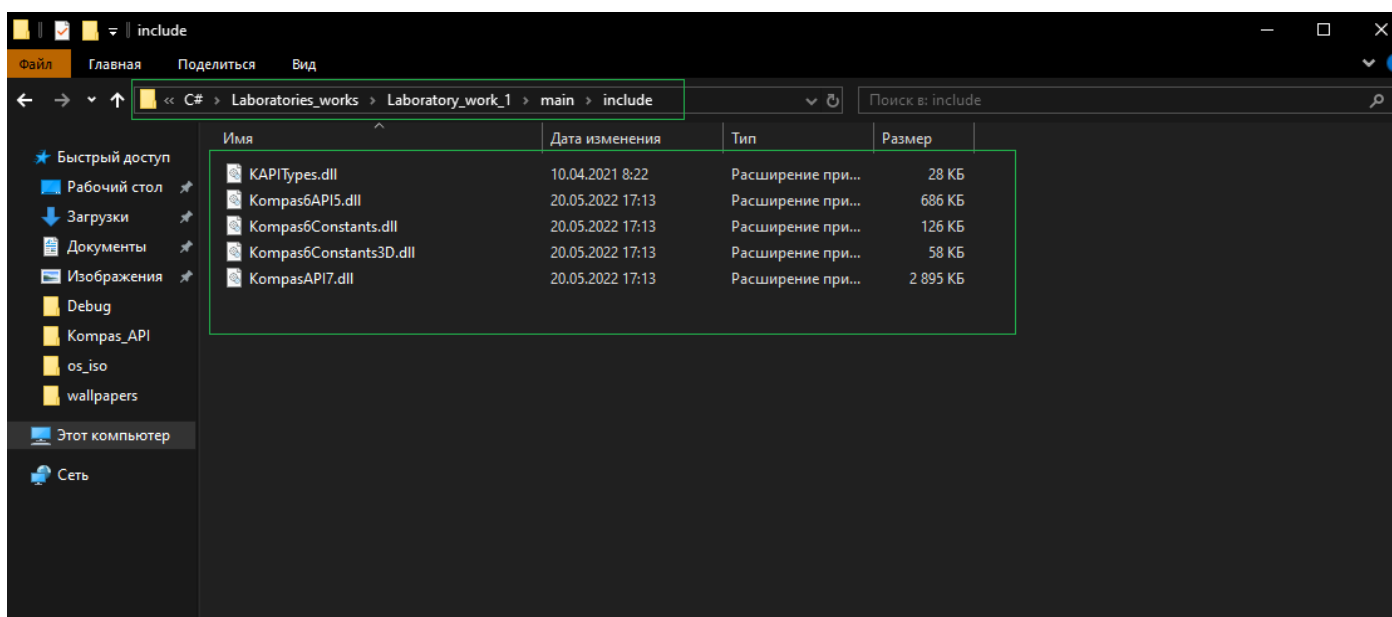 include
Файл Главная Поделиться Вид
« C# › Laboratories_works › Laboratory_work_1 › main › include Поиск в: include
Имя Дата изменения Тип Размер
Быстрый доступ
Рабочий стол
Загрузки
Документы
Изображения
Debug
Kompas_API
os_iso
wallpapers
Этот компьютер
Сеть
KAPITypes.dll 10.04.2021 8:22 Расширение при... 28 КБ
Kompas6API5.dll 20.05.2022 17:13 Расширение при... 686 КБ
Kompas6Constants.dll 20.05.2022 17:13 Расширение при... 126 КБ
Kompas6Constants3D.dll 20.05.2022 17:13 Расширение при... 58 КБ
KompasAPI7.dll 20.05.2022 17:13 Расширение при... 2 895 КБ